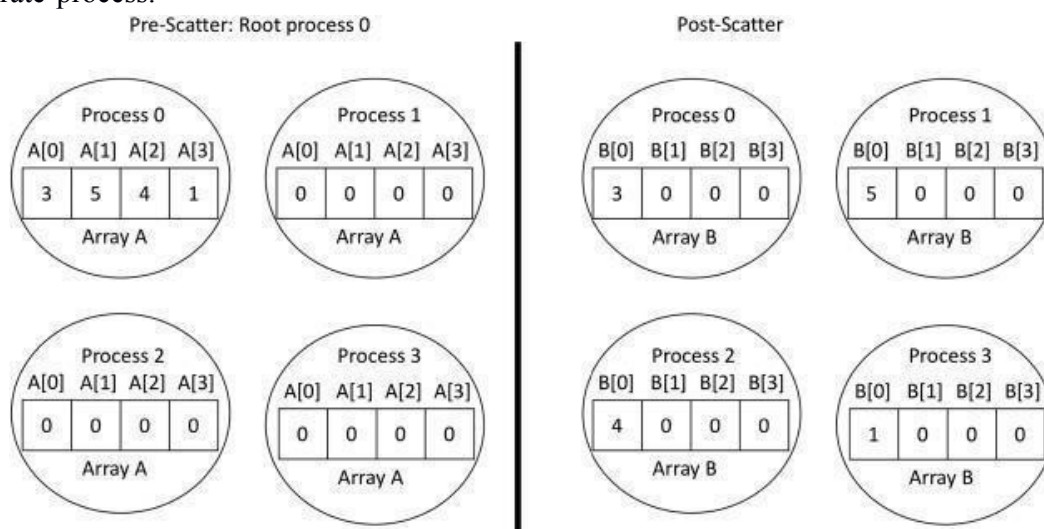 rate process.
Pre-Scatter: Root process 0
Post-Scatter
Process 0
A[0] A[1] A[2] A[3]
3 5 4 1
Array A
Process 1
A[0] A[1] A[2] A[3]
0 0 0 0
Array A
Process 0
B[0] B[1] B[2] B[3]
3 0 0 0
Array B
Process 1
B[0] B[1] B[2] B[3]
5 0 0 0
Array B
Process 2
A[0] A[1] A[2] A[3]
0 0 0 0
Array A
Process 3
A[0] A[1] A[2] A[3]
0 0 0 0
Array A
Process 2
B[0] B[1] B[2] B[3]
4 0 0 0
Array B
Process 3
B[0] B[1] B[2] B[3]
1 0 0 0
Array B